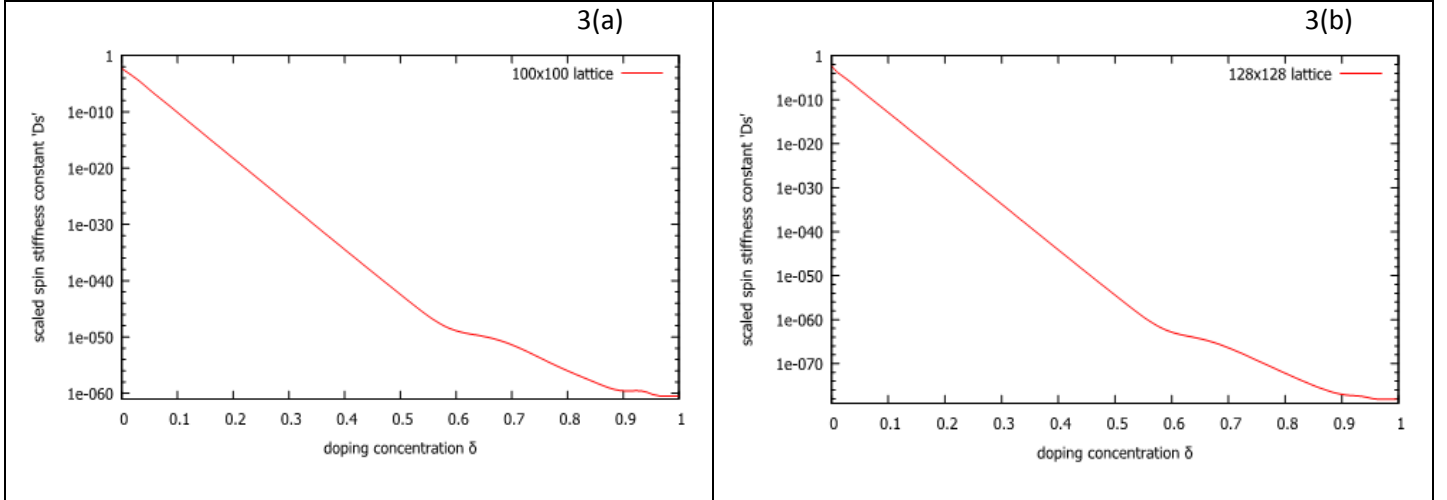 3(a)
1
1e-010
1e-020
1e-030
1e-040
1e-050
1e-060
scaled spin stiffness constant 'Ds'
100x100 lattice
0 0.1 0.2 0.3 0.4 0.5 0.6 0.7 0.8 0.9 1
doping concentration δ
3(b)
1
1e-010
1e-020
1e-030
1e-040
1e-050
1e-060
1e-070
scaled spin stiffness constant 'Ds'
128x128 lattice
0 0.1 0.2 0.3 0.4 0.5 0.6 0.7 0.8 0.9 1
doping concentration δ